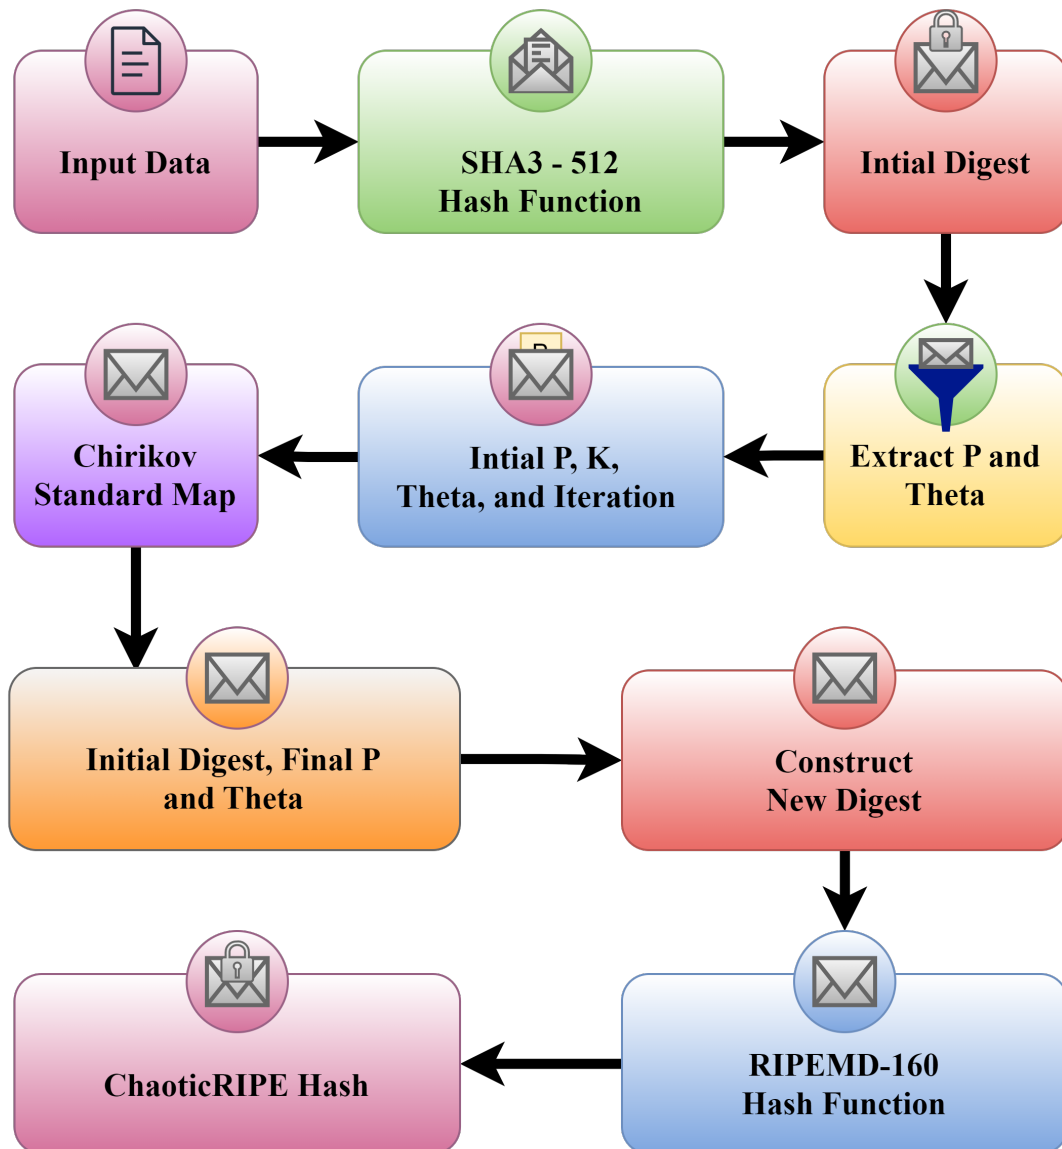 Input Data
SHA3 - 512
Hash Function
Intial Digest
Extract P and
Theta
Intial P, K,
Theta, and Iteration
Chirikov
Standard Map
Initial Digest, Final P
and Theta
Construct
New Digest
RIPEMD-160
Hash Function
ChaoticRIPE Hash